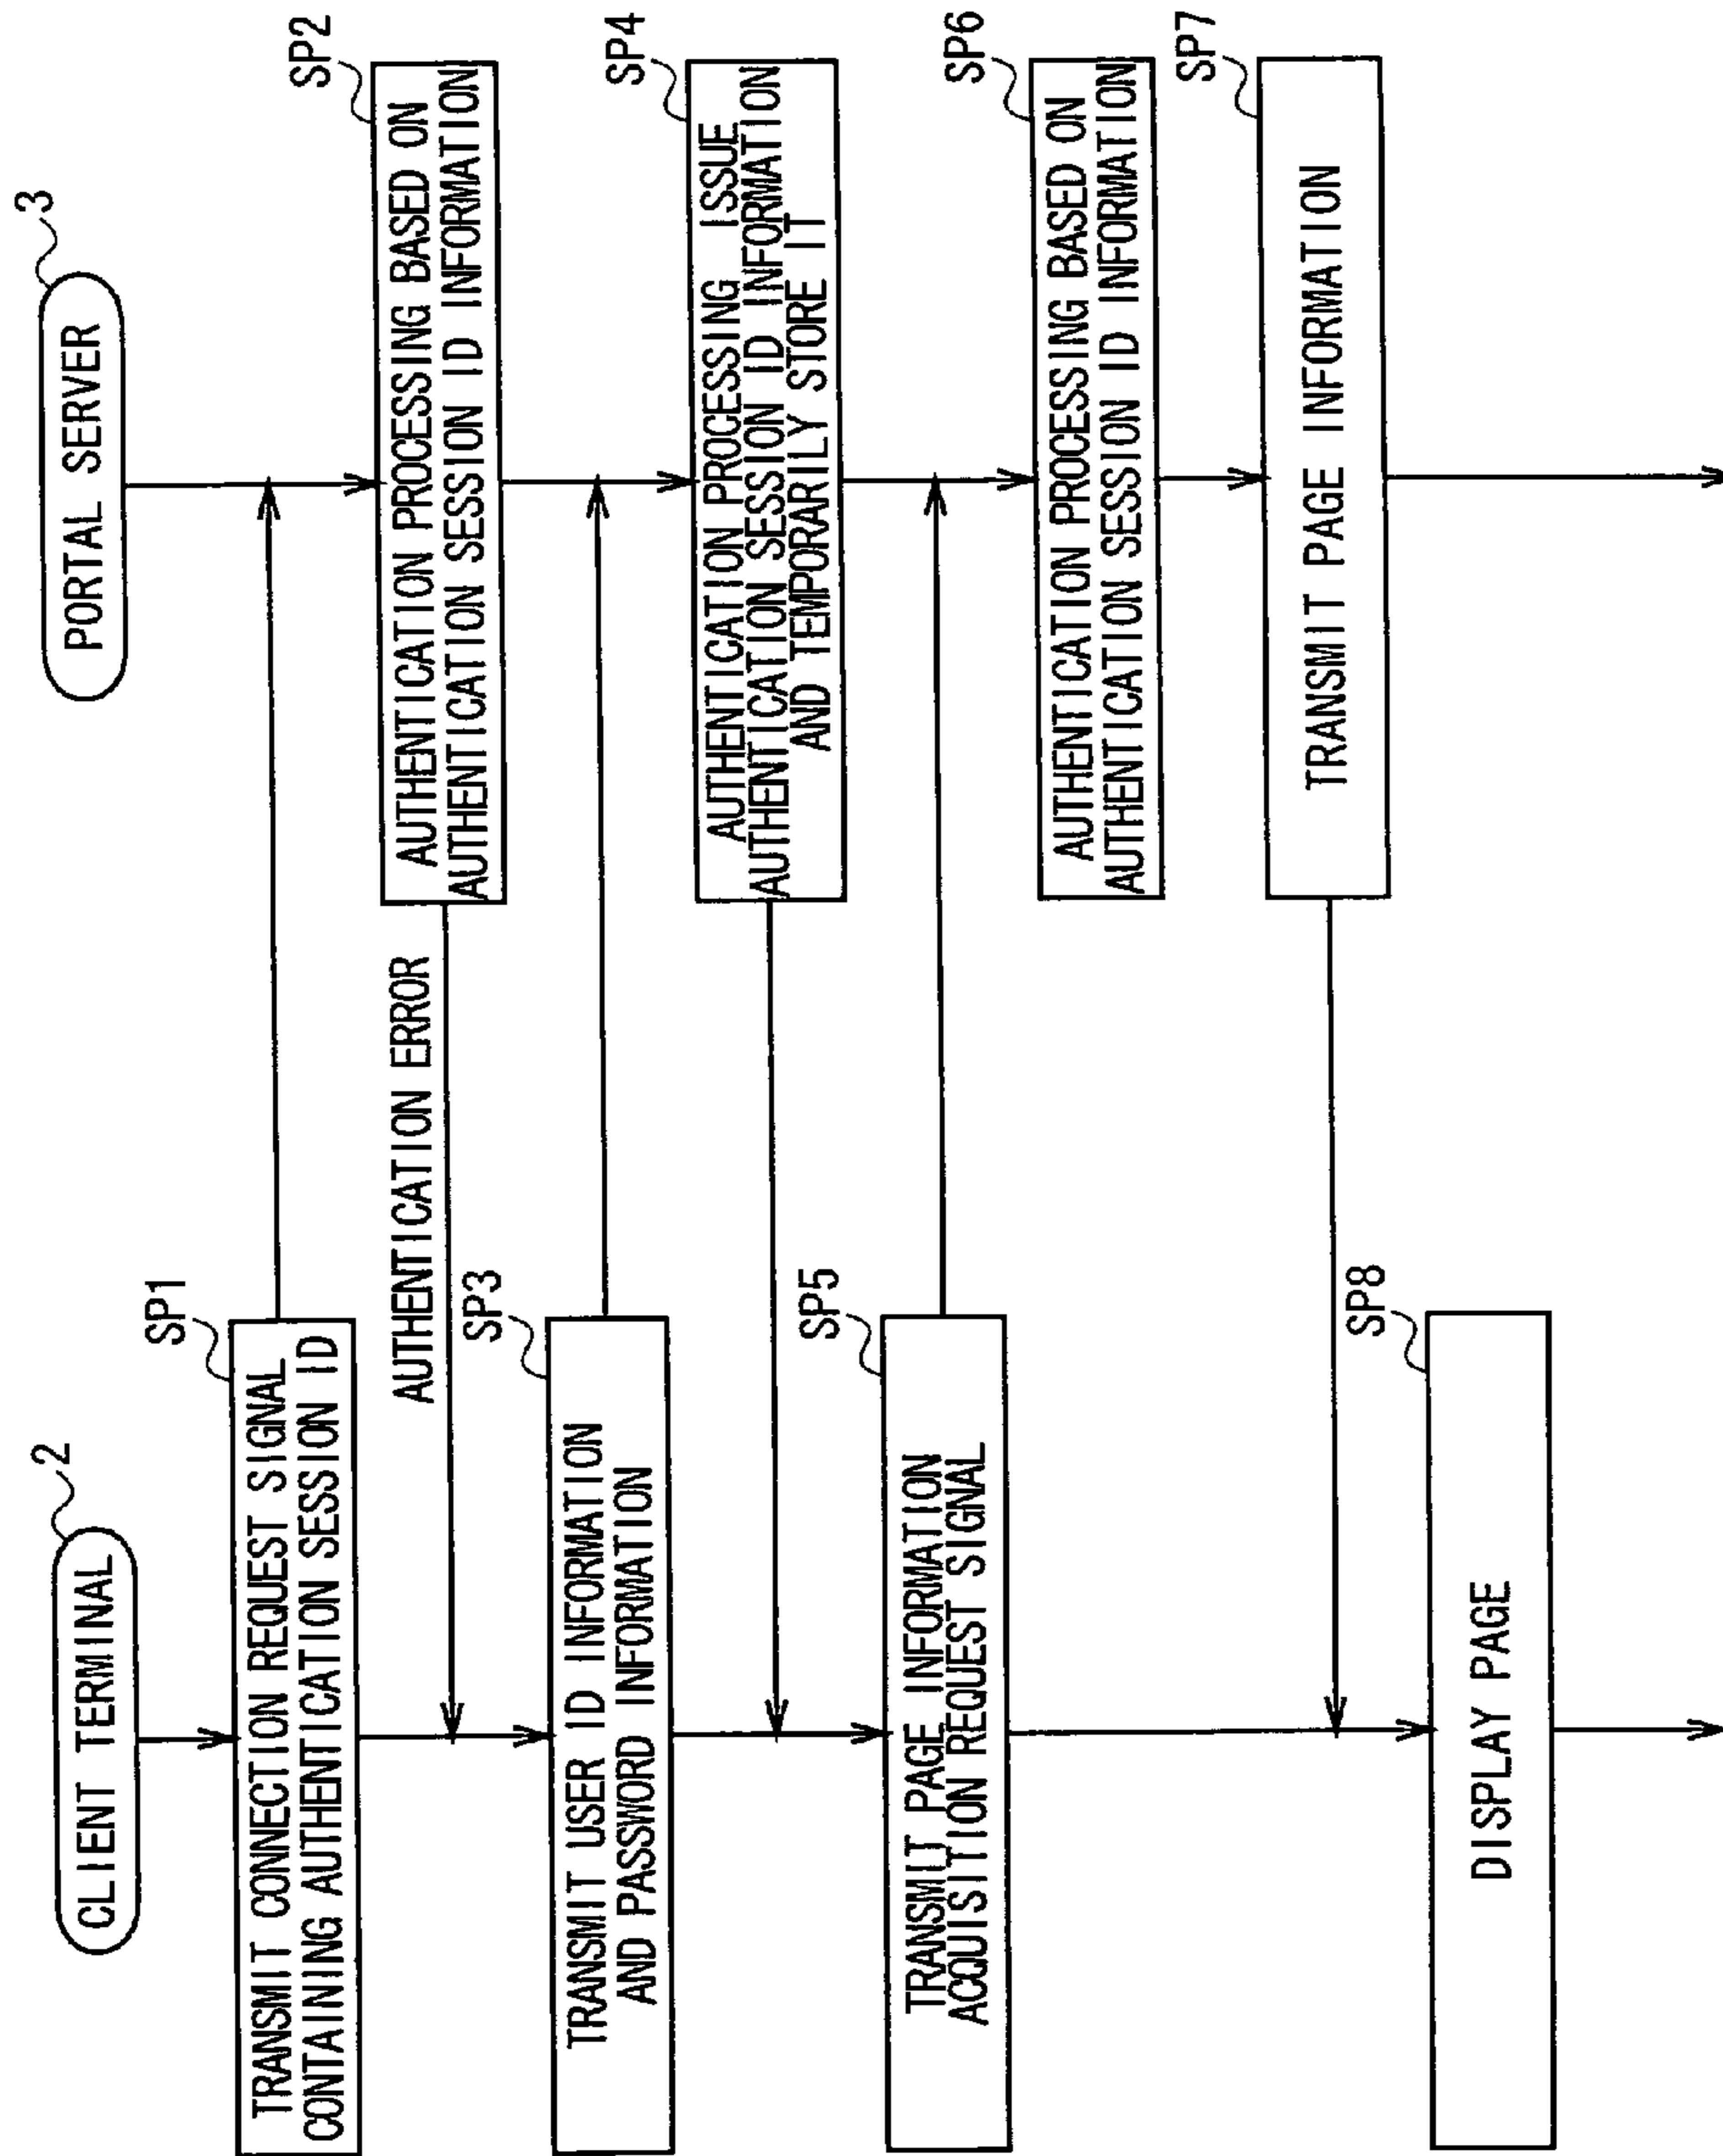 CLIENT TERMINAL
2
PORTAL SERVER
3
SP1
TRANSMIT CONNECTION REQUEST SIGNAL
CONTAINING AUTHENTICATION SESSION ID
SP2
AUTHENTICATION PROCESSING BASED ON
AUTHENTICATION SESSION ID INFORMATION
AUTHENTICATION ERROR
SP3
TRANSMIT USER ID INFORMATION
AND PASSWORD INFORMATION
SP4
AUTHENTICATION PROCESSING ISSUE
AUTHENTICATION SESSION ID INFORMATION
AND TEMPORARILY STORE IT
SP5
TRANSMIT PAGE INFORMATION
ACQUISITION REQUEST SIGNAL
SP6
AUTHENTICATION PROCESSING BASED ON
AUTHENTICATION SESSION ID INFORMATION
SP7
TRANSMIT PAGE INFORMATION
SP8
DISPLAY PAGE